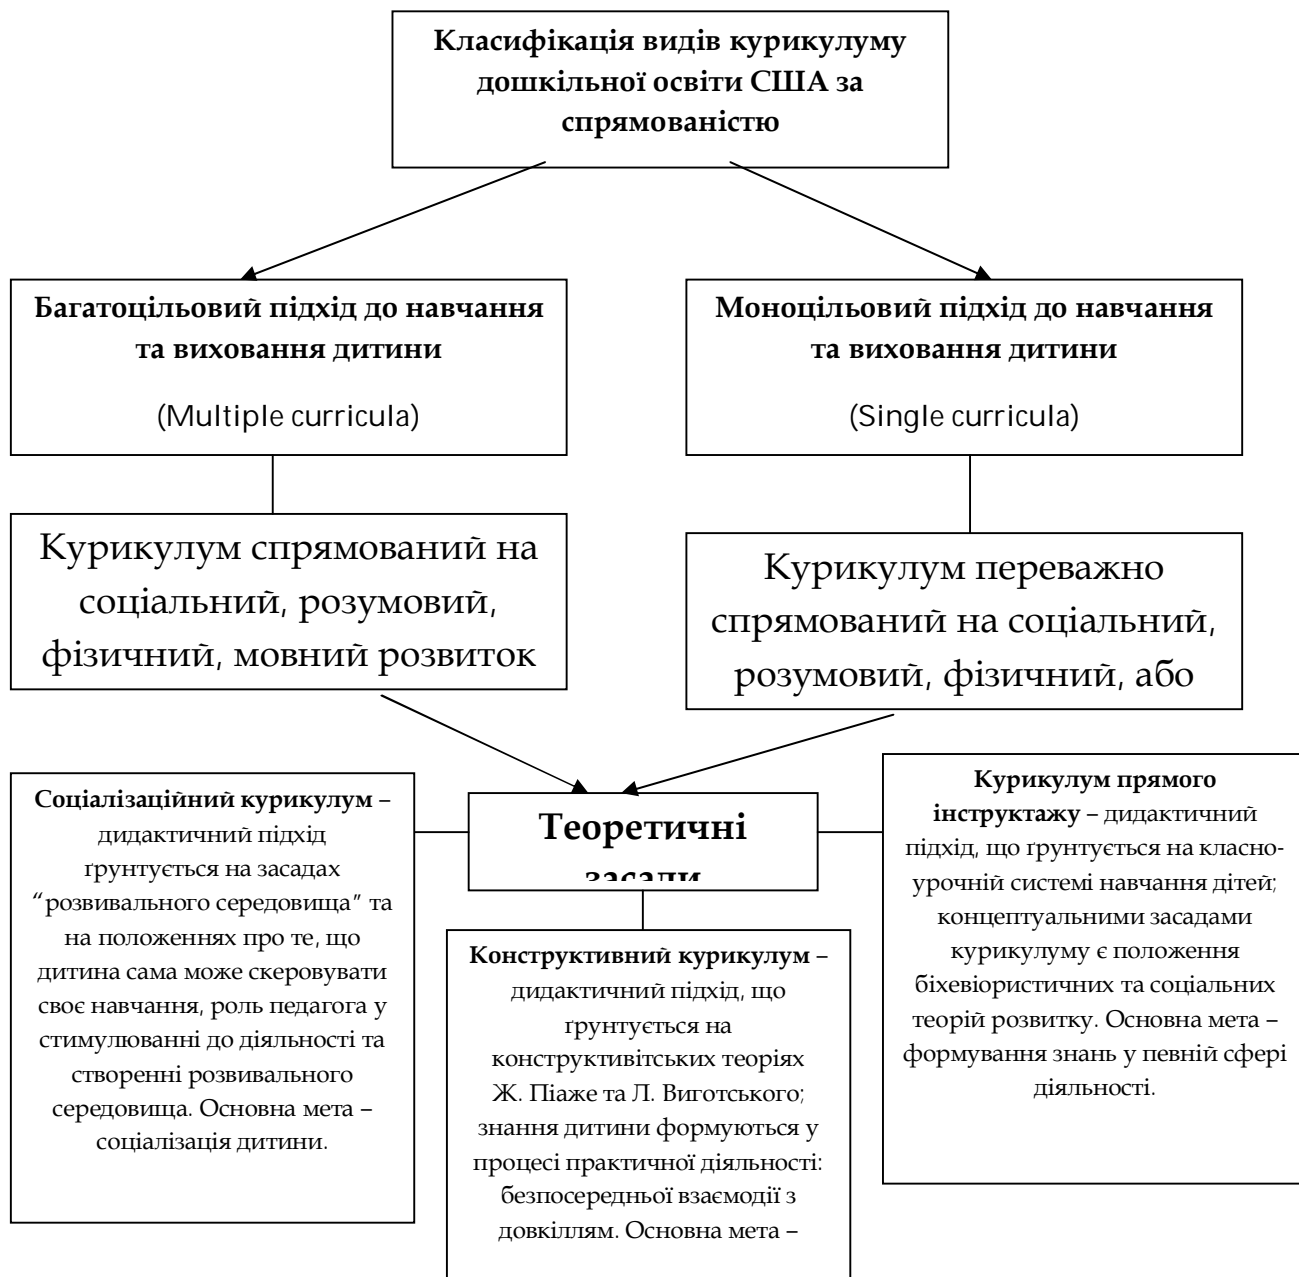 Класифікація видів курикулуму
дошкільної освіти США за
спрямованістю
Багатоцільовий підхід до навчання
та виховання дитини
(Multiple curricula)
Моноцільовий підхід до навчання
та виховання дитини
(Single curricula)
Курикулум спрямований на
соціальний, розумовий,
фізичний, мовний розвиток
Курикулум переважно
спрямований на соціальний,
розумовий, фізичний, або
Соціалізаційний курикулум –
дидактичний підхід
ґрунтується на засадах
“розвивального середовища” та
на положеннях про те, що
дитина сама може скеровувати
своє навчання, роль педагога у
стимулюванні до діяльності та
створенні розвивального
середовища. Основна мета –
соціалізація дитини.
Теоретичні
засади
Конструктивний курикулум –
дидактичний підхід, що
ґрунтується на
конструктивітських теоріях
Ж. Піаже та Л. Виготського;
знання дитини формуються у
процесі практичної діяльності:
безпосередньої взаємодії з
довкіллям. Основна мета –
Курикулум прямого
інструктажу – дидактичний
підхід, що ґрунтується на класно-
урочній системі навчання дітей;
концептуальними засадами
курикулуму є положення
біхевіористичних та соціальних
теорій розвитку. Основна мета –
формування знань у певній сфері
діяльності.